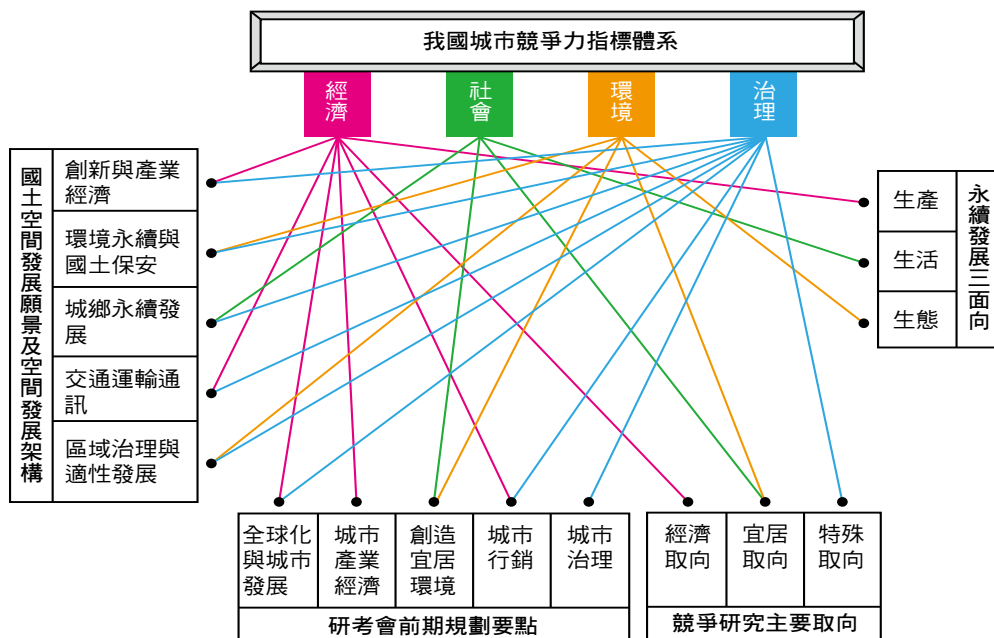 我國城市競爭力指標體系
經濟
社會
環境
治理
國土空間發展願景及空間發展架構
創新與產業
經濟
環境永續與
國土保安
城鄉永續發
展
交通運輸通
訊
區域治理與
適性發展
生產
生活
生態
永續發展三面向
全球化
與城市
發展
城市
產業
經濟
創造
宜居
環境
城市
行銷
城市
治理
研考會前期規劃要點
經濟
取向
宜居
取向
特殊
取向
競爭研究主要取向